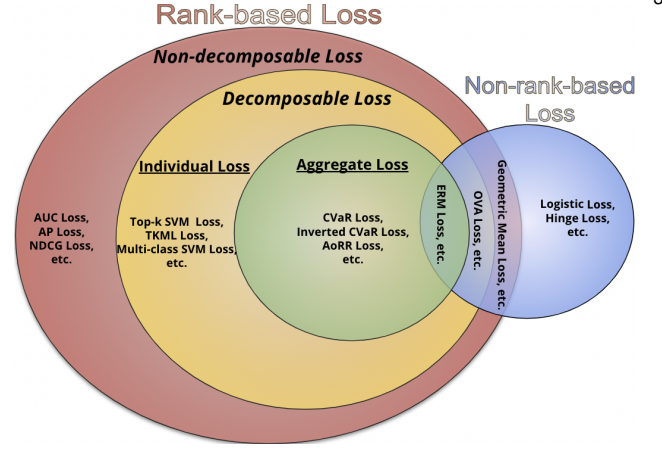 Rank-based Loss
Non-decomposable Loss
Decomposable Loss
Non-rank-based
Loss
Individual Loss
Aggregate Loss
AUC Loss,
AP Loss,
NDCG Loss,
etc.
Top-k SVM Loss,
TKML Loss,
Multi-class SVM Loss,
etc.
CVaR Loss,
Inverted CVaR Loss,
AoRR Loss,
etc.
ERM Loss, etc.
OVA Loss, etc.
Geometric Mean Loss, etc.
Logistic Loss,
Hinge Loss,
etc.